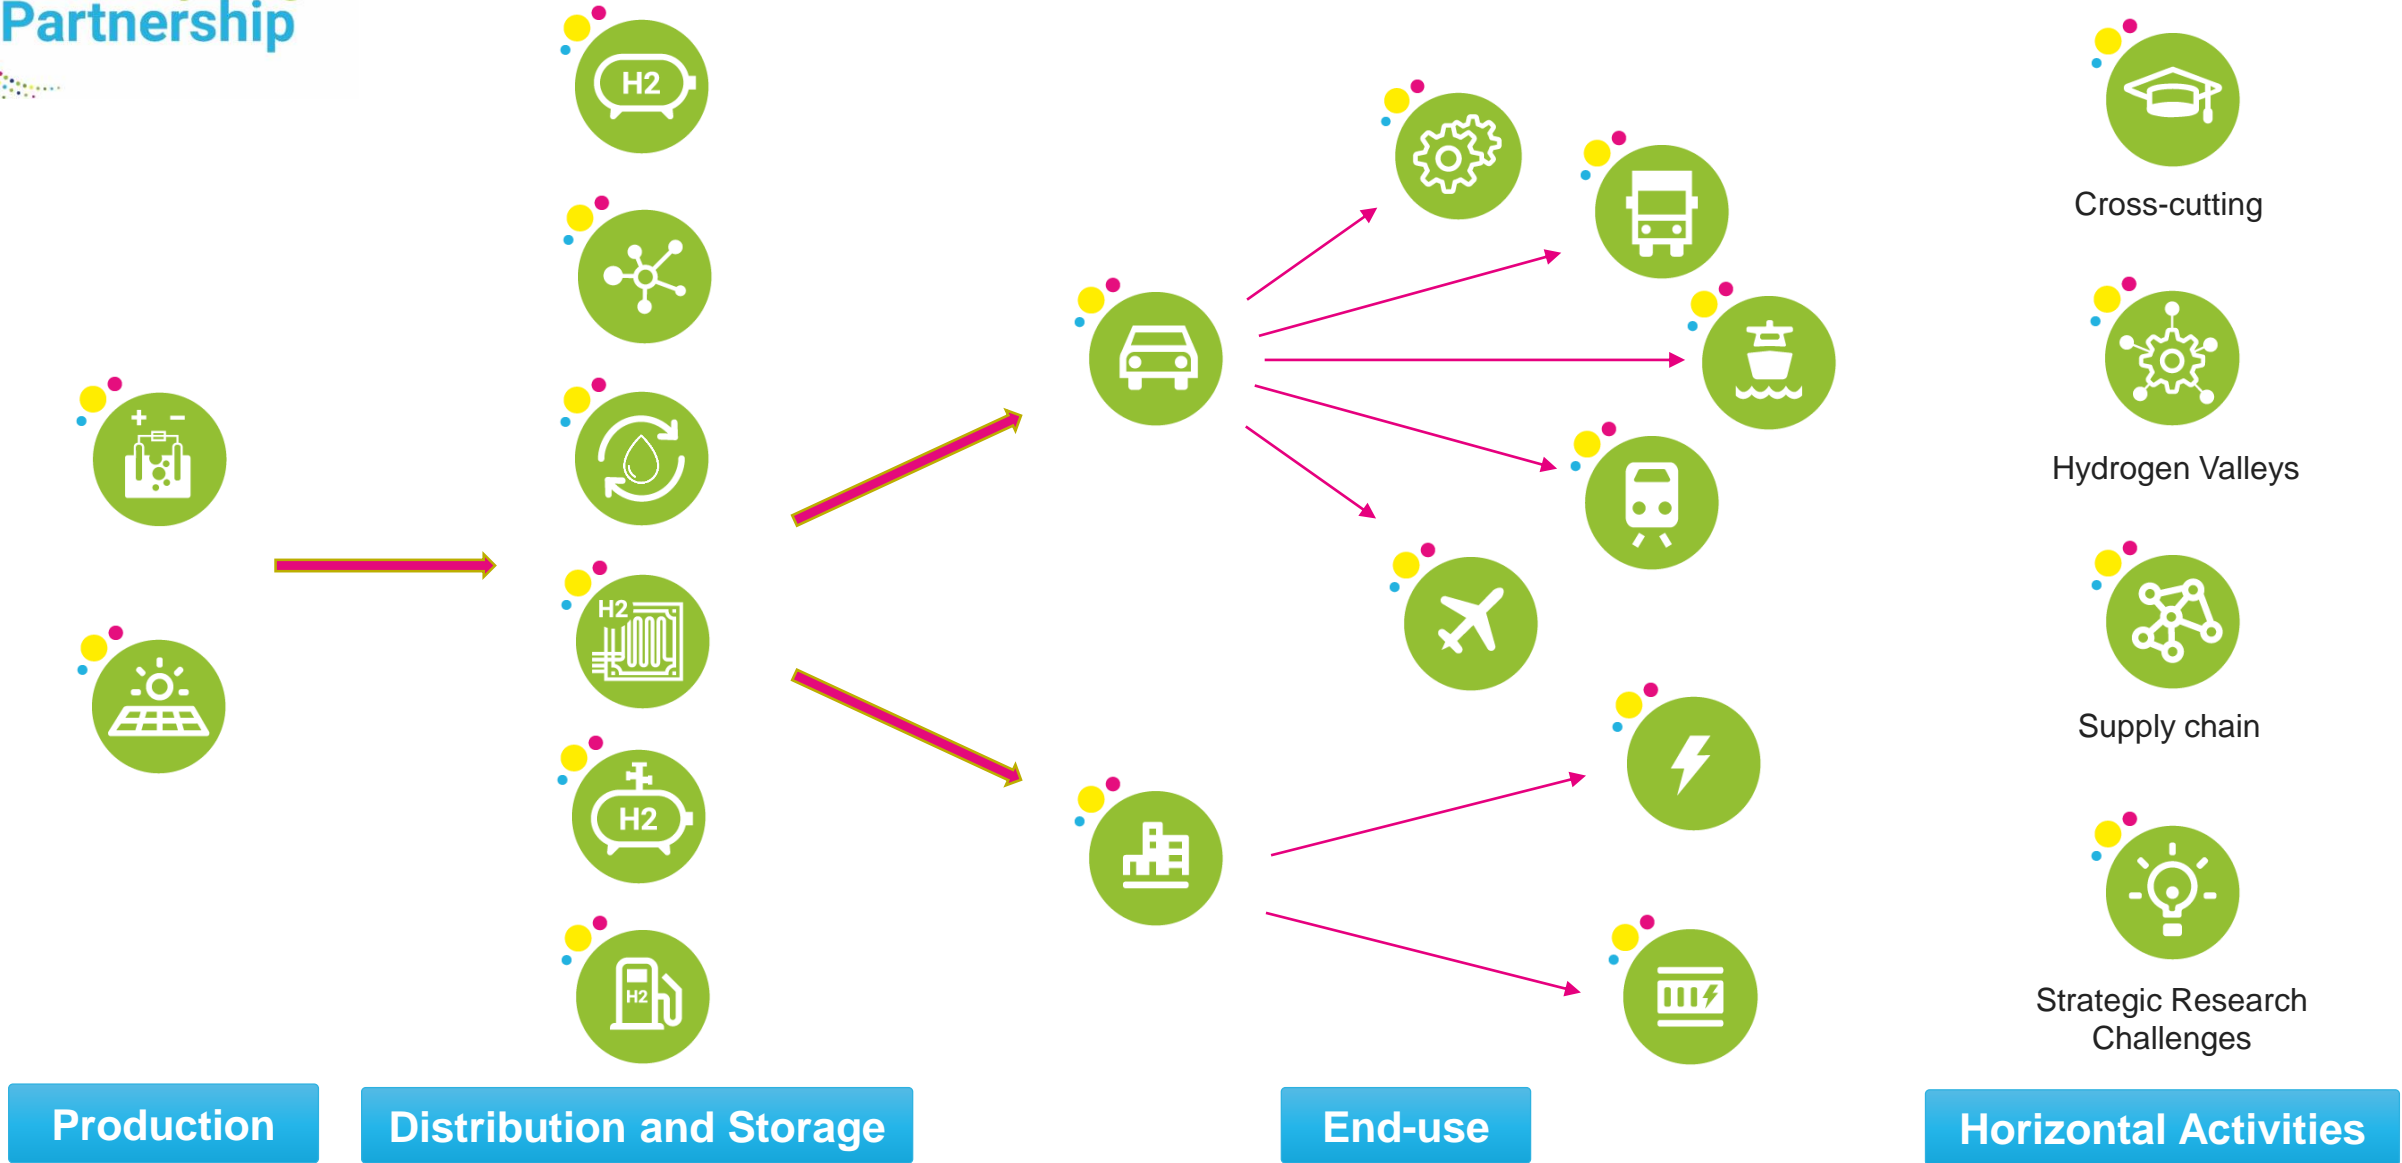 Partnership
H2
H2
H2
H2
Cross-cutting
Hydrogen Valleys
Supply chain
Strategic Research
Challenges
Production
Distribution and Storage
End-use
Horizontal Activities